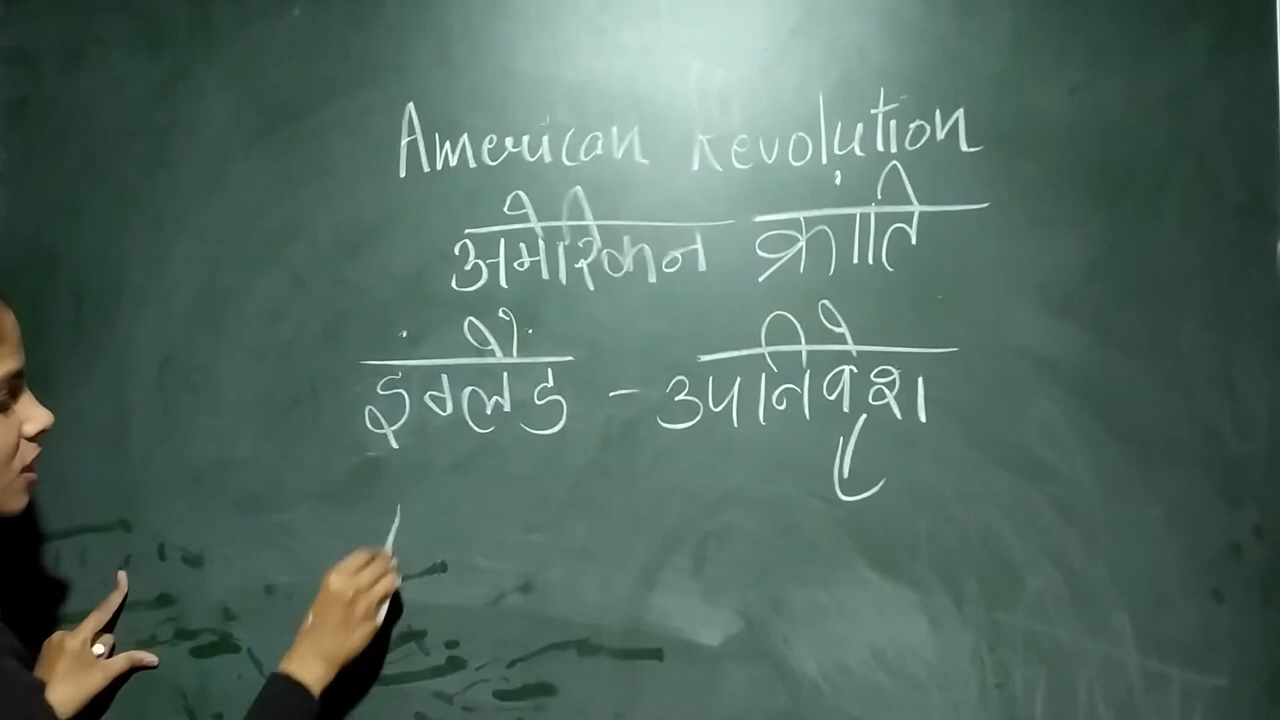 American Revolution
अमेरिकन क्रांति
इंग्लैंड - उपनिवेश